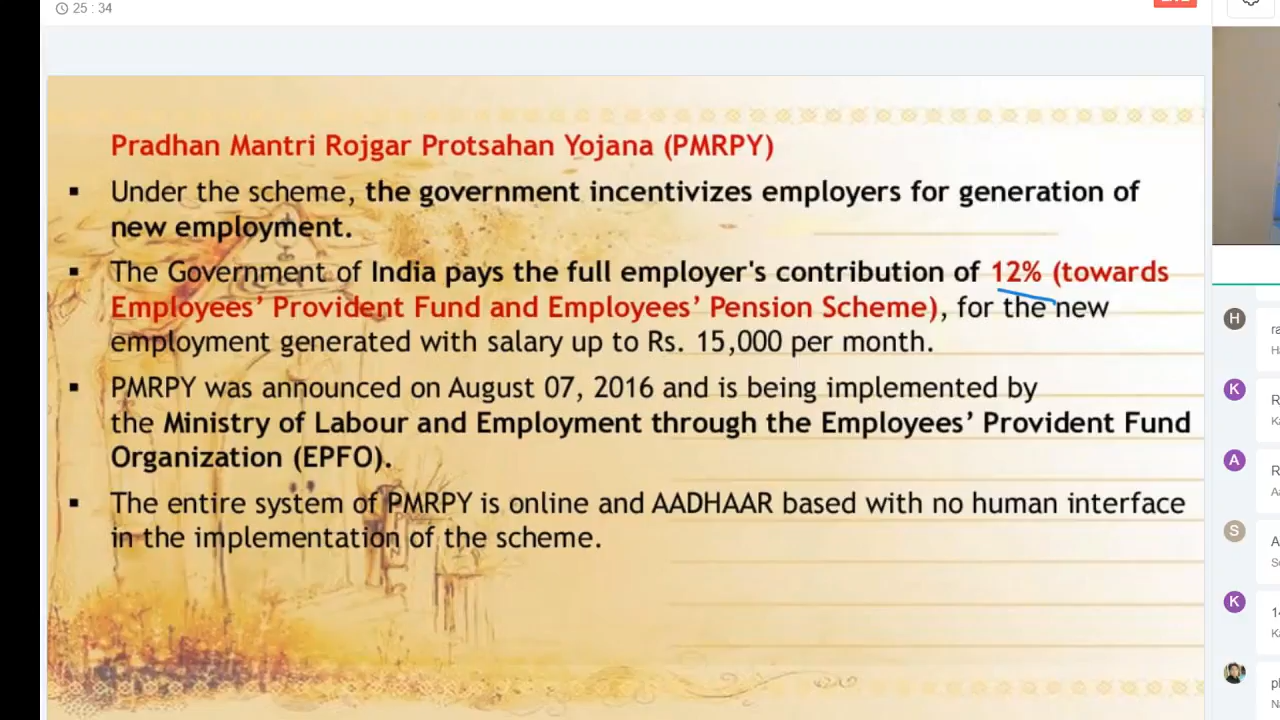 25 : 34
Pradhan Mantri Rojgar Protsahan Yojana (PMRPY)
▪ Under the scheme, the government incentivizes employers for generation of
new employment.
▪ The Government of India pays the full employer's contribution of 12% (towards
Employees’ Provident Fund and Employees’ Pension Scheme), for the new
employment generated with salary up to Rs. 15,000 per month.
▪ PMRPY was announced on August 07, 2016 and is being implemented by
the Ministry of Labour and Employment through the Employees’ Provident Fund
Organization (EPFO).
▪ The entire system of PMRPY is online and AADHAAR based with no human interface
in the implementation of the scheme.
H
K
A
S
K